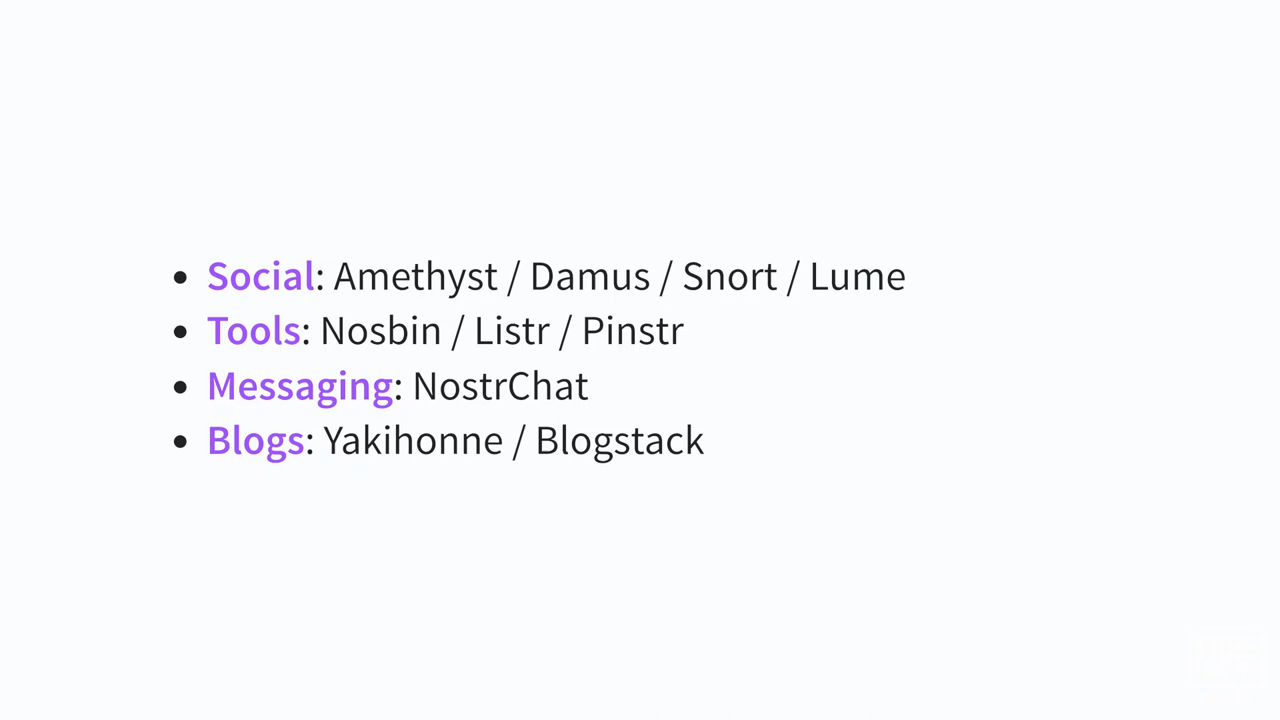 • Social: Amethyst / Damus / Snort / Lume
• Tools: Nosbin / Listr / Pinstr
• Messaging: NostrChat
• Blogs: Yakihonne / Blogstack